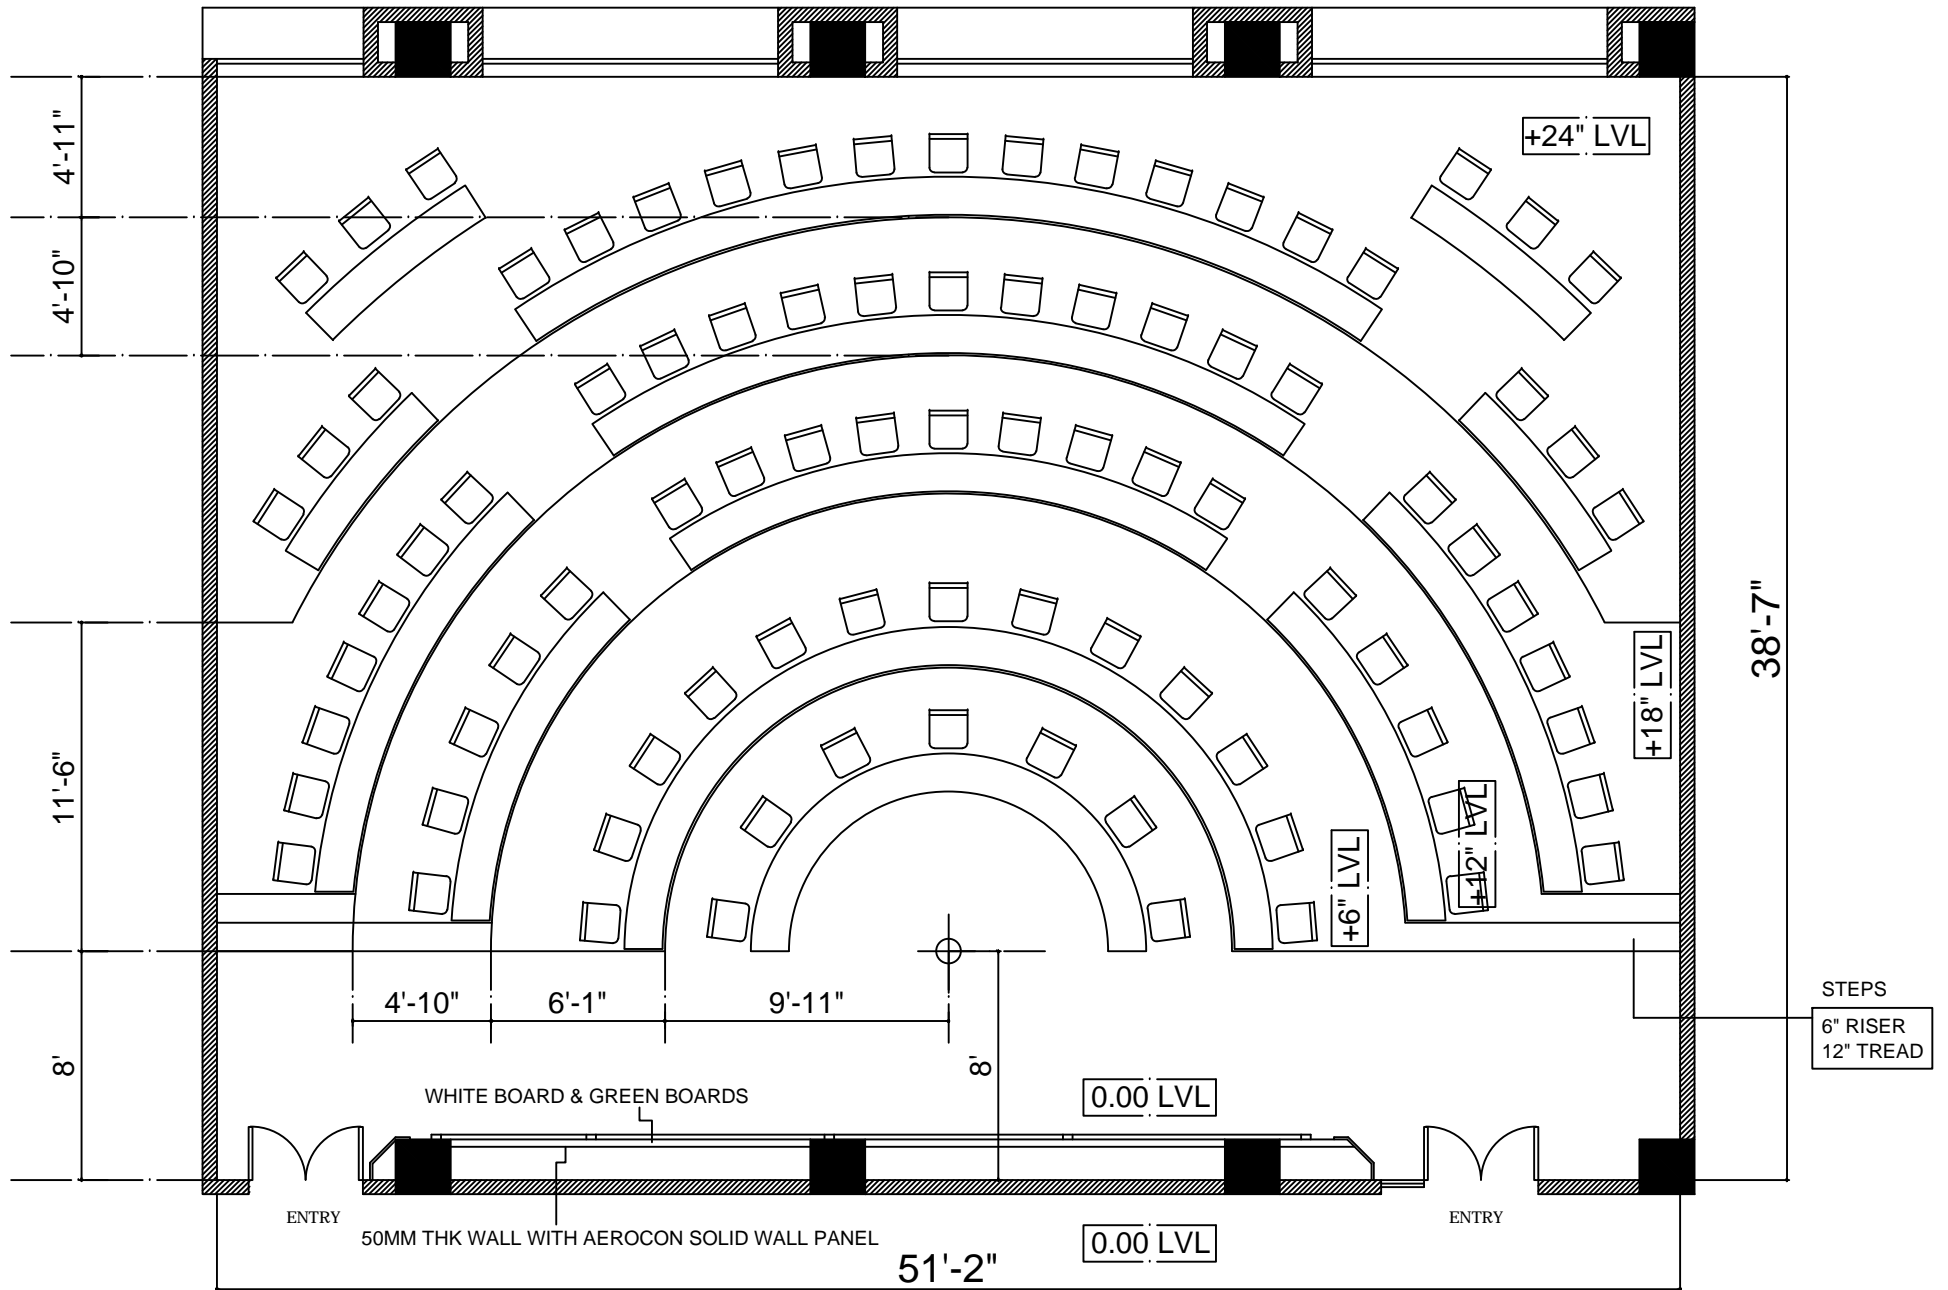 +24" LVL
4'-11"
4'-10"
11'-6"
8'
38'-7"
+18" LVL
+12" LVL
+6" LVL
4'-10"
6'-1"
9'-11"
8'
STEPS
6" RISER
12" TREAD
WHITE BOARD & GREEN BOARDS
0.00 LVL
ENTRY
ENTRY
50MM THK WALL WITH AEROCON SOLID WALL PANEL
0.00 LVL
51'-2"